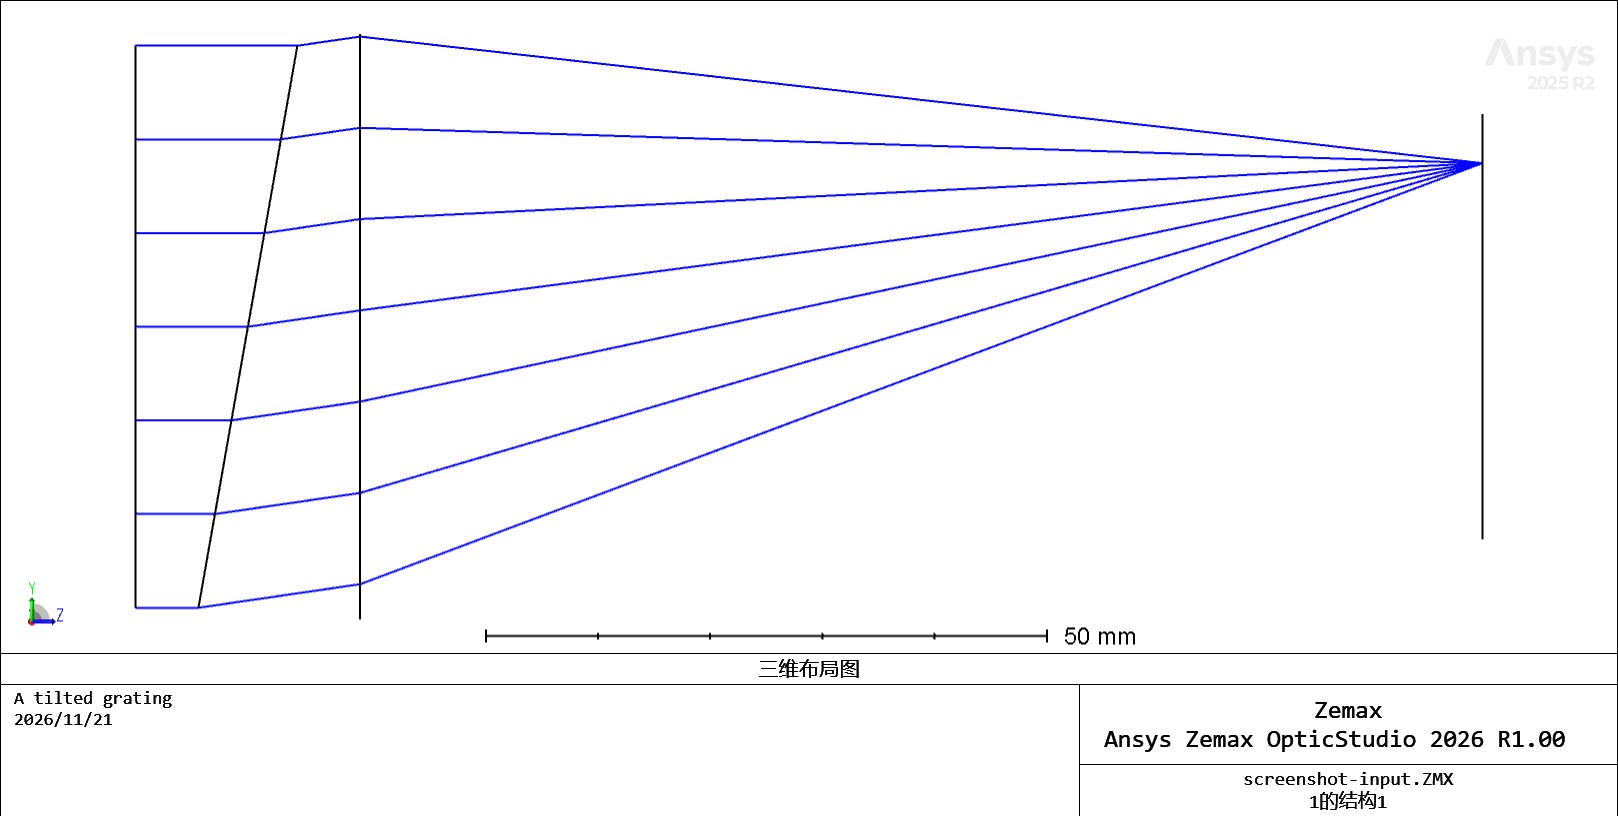 Ansys
2025 R2
Y
Z
50 mm
三维布局图
A tilted grating
2026/11/21
Zemax
Ansys Zemax OpticStudio 2026 R1.00
screenshot-input.ZMX
1的结构1